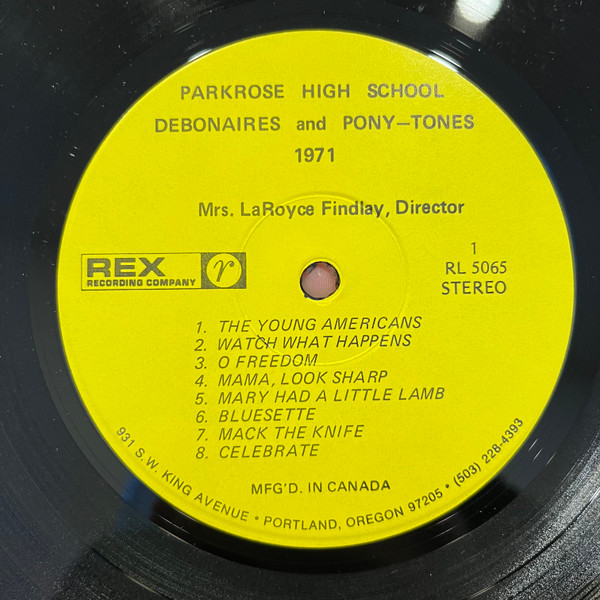 PARKROSE HIGH SCHOOL
DEBONAIRES and PONY—TONES
1971
Mrs. LaRoyce Findlay, Director
REX
RECORDING COMPANY
r
1
RL 5065
STEREO
1. THE YOUNG AMERICANS
2. WATCH WHAT HAPPENS
3. O FREEDOM
4. MAMA, LOOK SHARP
5. MARY HAD A LITTLE LAMB
6. BLUESETTE
7. MACK THE KNIFE
8. CELEBRATE
MFG'D. IN CANADA
931 S.W. KING AVENUE • PORTLAND, OREGON 97205 • (503) 228-4393